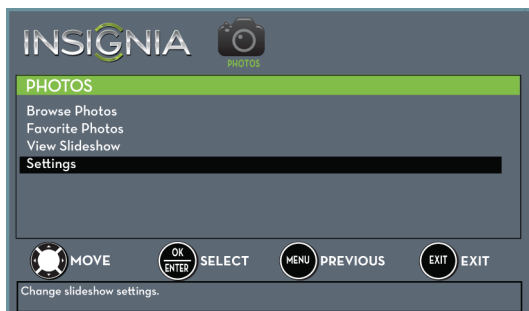 INSIGNIA
PHOTOS
PHOTOS
Browse Photos
Favorite Photos
View Slideshow
Settings
MOVE OK ENTER SELECT MENU PREVIOUS EXIT EXIT
Change slideshow settings.